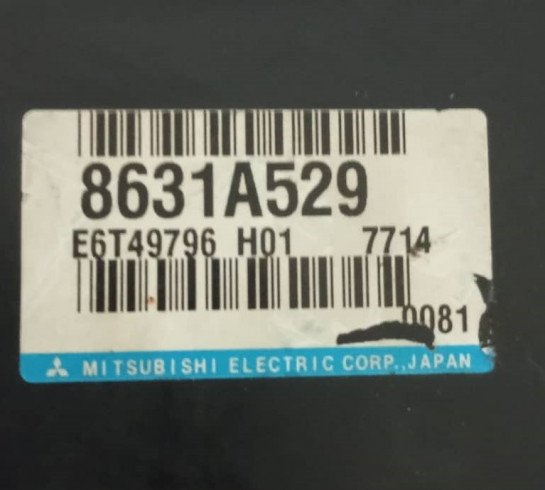 8631A529
E6T49796 H01 7714
0081
MITSUBISHI ELECTRIC CORP., JAPAN